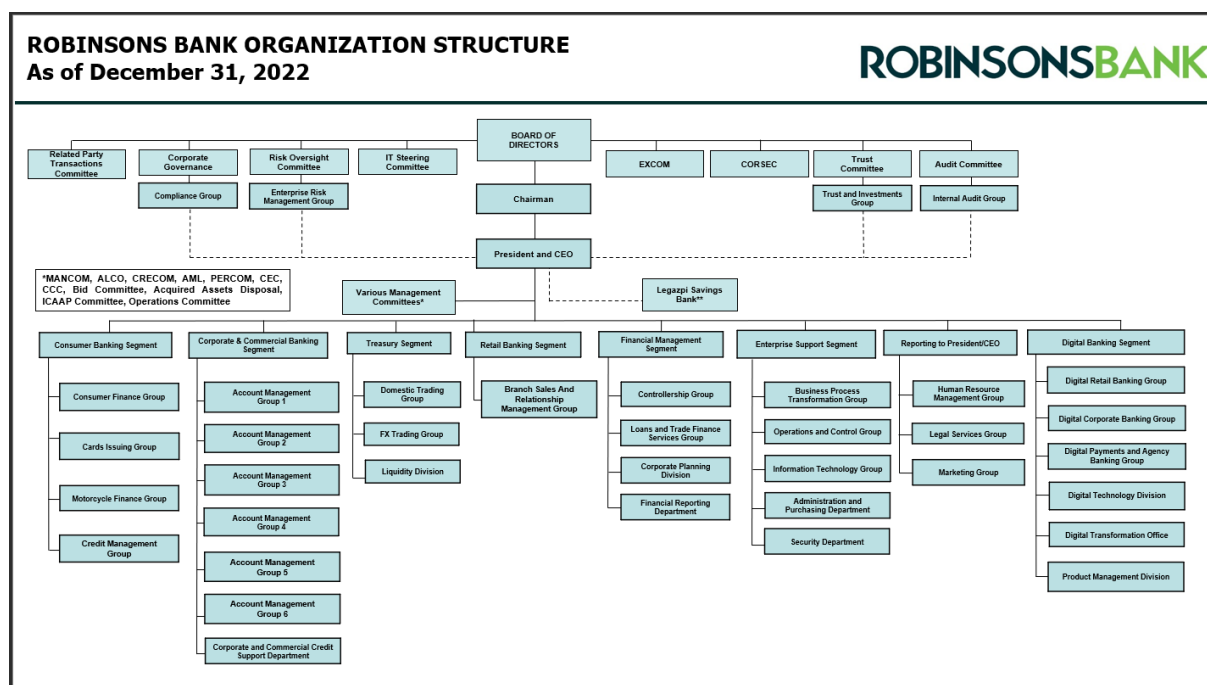 ROBINSONS BANK ORGANIZATION STRUCTURE
As of December 31, 2022
ROBINSONSBANK
BOARD OF
DIRECTORS
Related Party
Transactions
Committee
Corporate
Governance
Risk Oversight
Committee
IT Steering
Committee
EXCOM
CORSEC
Trust
Committee
Audit Committee
Compliance Group
Enterprise Risk
Management Group
Chairman
Trust and Investments
Group
Internal Audit Group
President and CEO
*MANCOM, ALCO, CRECOM, AML, PERCOM, CEC,
CCC, Bid Committee, Acquired Assets Disposal,
ICAAP Committee, Operations Committee
Various Management
Committees*
Legazpi Savings
Bank**
Consumer Banking Segment
Consumer Finance Group
Cards Issuing Group
Motorcycle Finance Group
Credit Management
Group
Corporate & Commercial Banking
Segment
Account Management
Group 1
Account Management
Group 2
Account Management
Group 3
Account Management
Group 4
Account Management
Group 5
Account Management
Group 6
Corporate and Commercial Credit
Support Department
Treasury Segment
Domestic Trading
Group
FX Trading Group
Liquidity Division
Retail Banking Segment
Branch Sales And
Relationship
Management Group
Financial Management
Segment
Controllership Group
Loans and Trade Finance
Services Group
Corporate Planning
Division
Financial Reporting
Department
Enterprise Support Segment
Business Process
Transformation Group
Operations and Control Group
Information Technology Group
Administration and
Purchasing Department
Security Department
Reporting to President/CEO
Human Resource
Management Group
Legal Services Group
Marketing Group
Digital Banking Segment
Digital Retail Banking Group
Digital Corporate Banking Group
Digital Payments and Agency
Banking Group
Digital Technology Division
Digital Transformation Office
Product Management Division